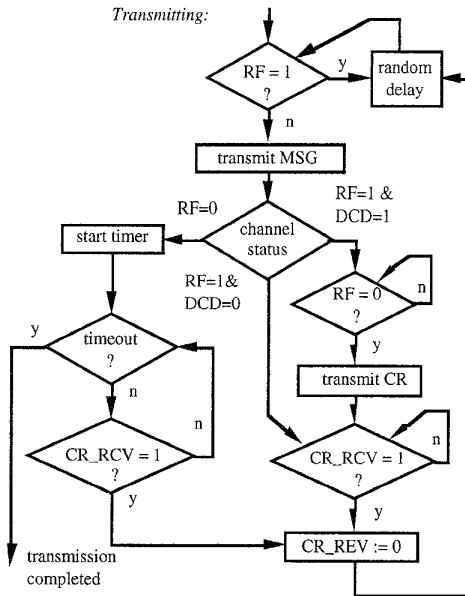 Transmitting:
RF = 1
?
y
random
delay
n
transmit MSG
RF=0
RF=1 &
DCD=1
channel
status
start timer
RF=1&
DCD=0
RF = 0
?
n
y
y
timeout
?
n
transmit CR
n
CR_RCV = 1
?
y
CR_RCV = 1
?
n
y
CR_REV := 0
transmission
completed